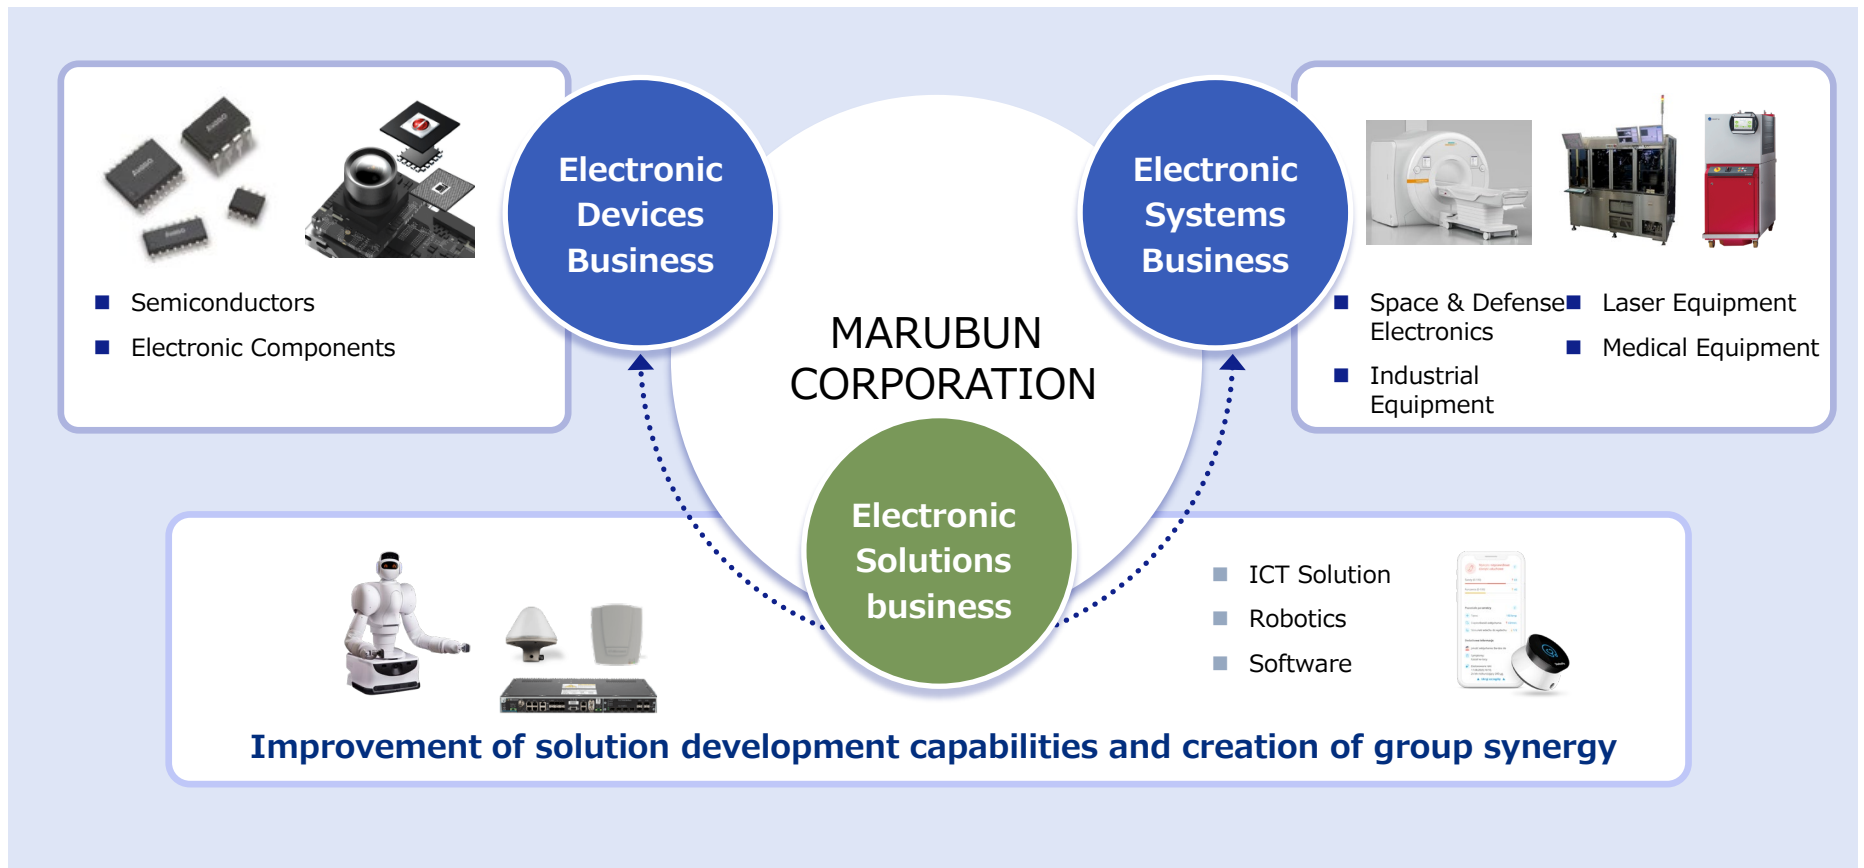 Electronic
Devices
Business
Semiconductors
Electronic Components
MARUBUN
CORPORATION
Electronic
Systems
Business
Space & Defense
Electronics
Industrial
Equipment
Laser Equipment
Medical Equipment
Electronic
Solutions
business
ICT Solution
Robotics
Software
Improvement of solution development capabilities and creation of group synergy